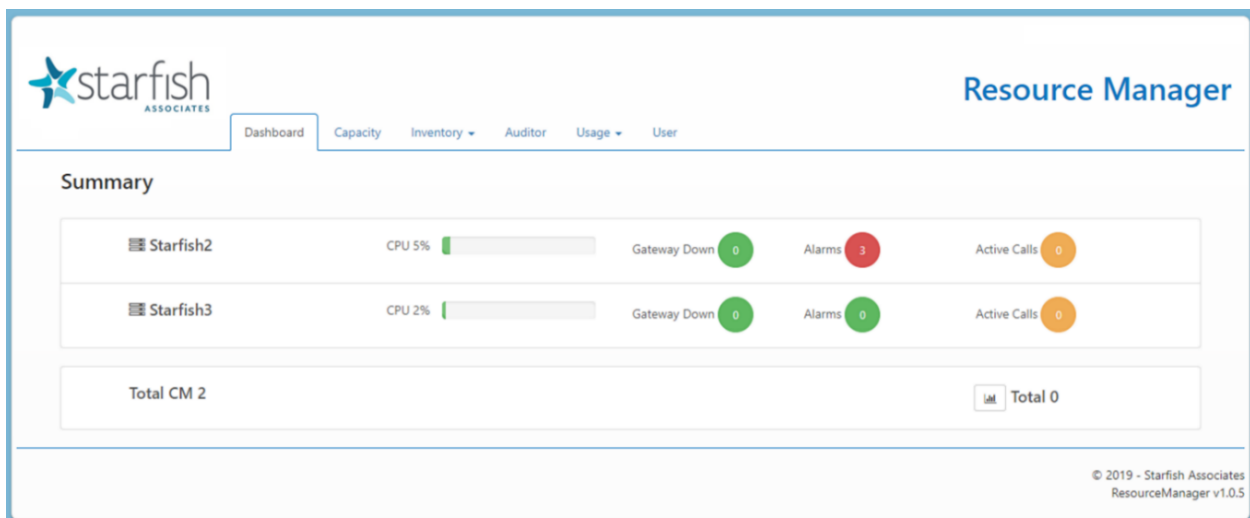 starfish
ASSOCIATES
Resource Manager
Dashboard Capacity Inventory Auditor Usage User
Summary
Starfish2 CPU 5% Gateway Down 0 Alarms 3 Active Calls 0
Starfish3 CPU 2% Gateway Down 0 Alarms 0 Active Calls 0
Total CM 2 Total 0
© 2019 - Starfish Associates
ResourceManager v1.0.5